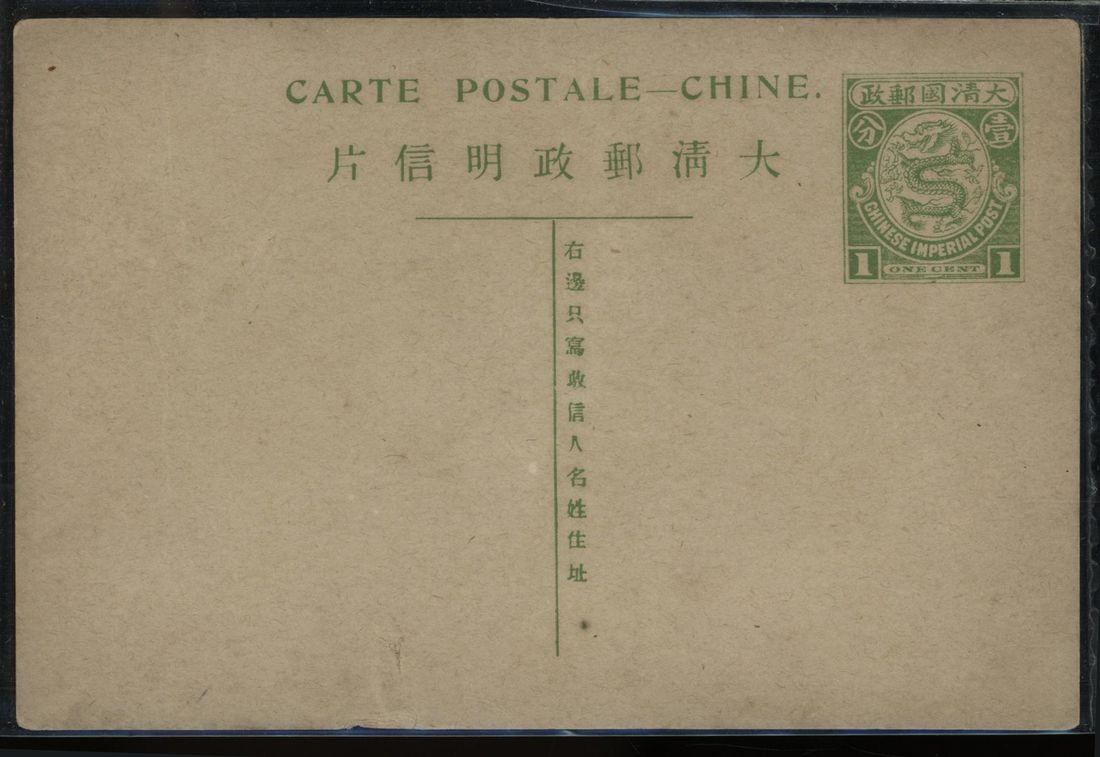 CARTE POSTALE—CHINE.
大清郵政明信片
右邊只寫收信人名姓住址
大清國郵政
壹分
CHINESE IMPERIAL POST
1 ONE CENT 1